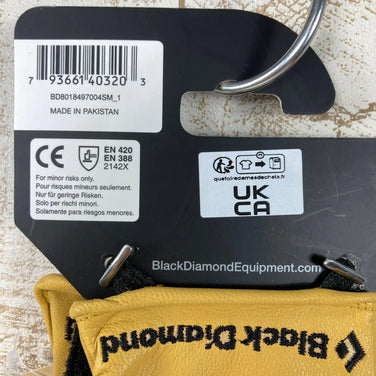 7 93661 40320 3
BD8018497004SM_1
MADE IN PAKISTAN
CE
EN 420
EN 388
2142X
For minor risks only.
Pour risques mineurs seulement.
Nur für geringe Risken.
Solo per rischi minori.
Solamente para riesgos menores.
FR
quefairedemesdechets.fr
UK
CA
BlackDiamondEquipment.com
Black Diamond